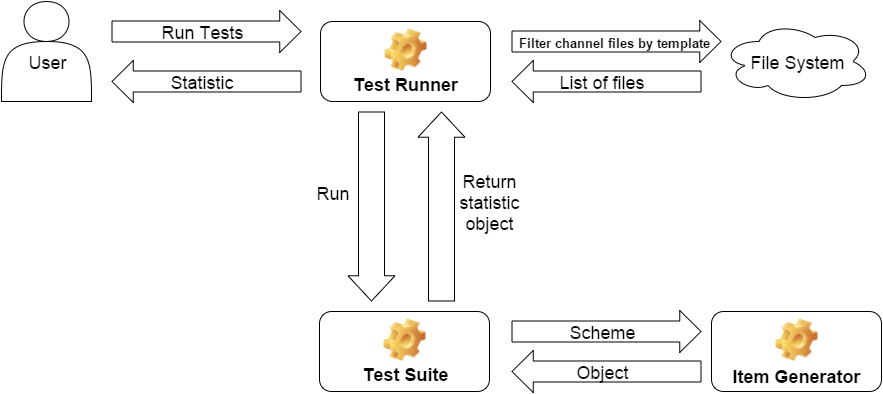 Run Tests
Filter channel files by template
User
File System
Statistic
Test Runner
List of files
Run
Return
statistic
object
Scheme
Test Suite
Object
Item Generator